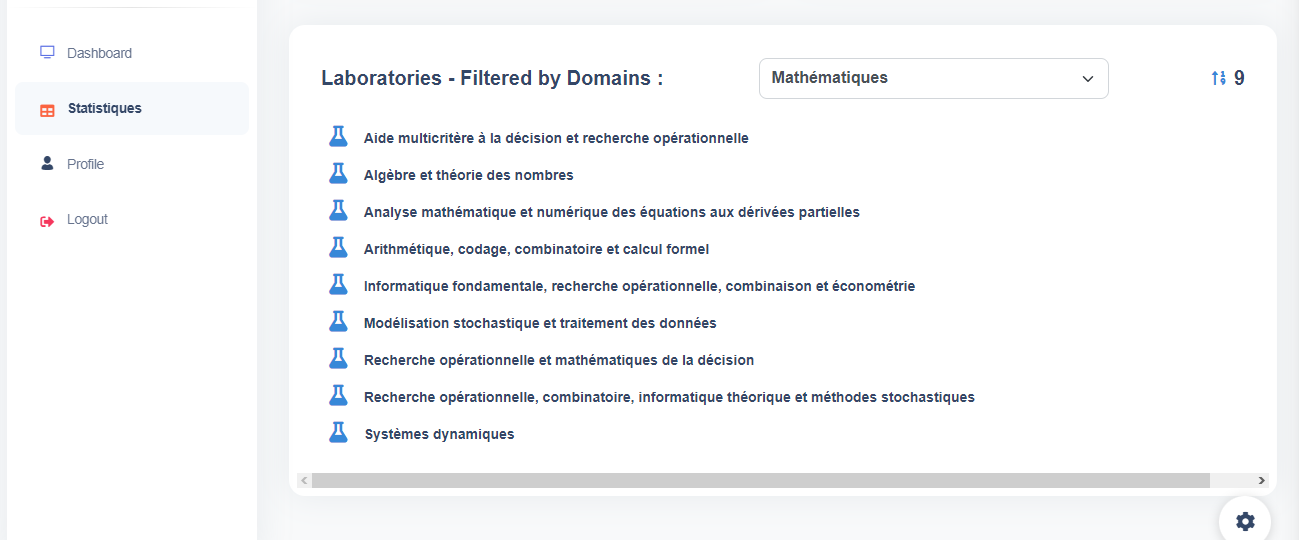 Dashboard
Statistiques
Profile
Logout
Laboratories - Filtered by Domains :
Mathématiques
9
Aide multicritère à la décision et recherche opérationnelle
Algèbre et théorie des nombres
Analyse mathématique et numérique des équations aux dérivées partielles
Arithmétique, codage, combinatoire et calcul formel
Informatique fondamentale, recherche opérationnelle, combinaison et économétrie
Modélisation stochastique et traitement des données
Recherche opérationnelle et mathématiques de la décision
Recherche opérationnelle, combinatoire, informatique théorique et méthodes stochastiques
Systèmes dynamiques